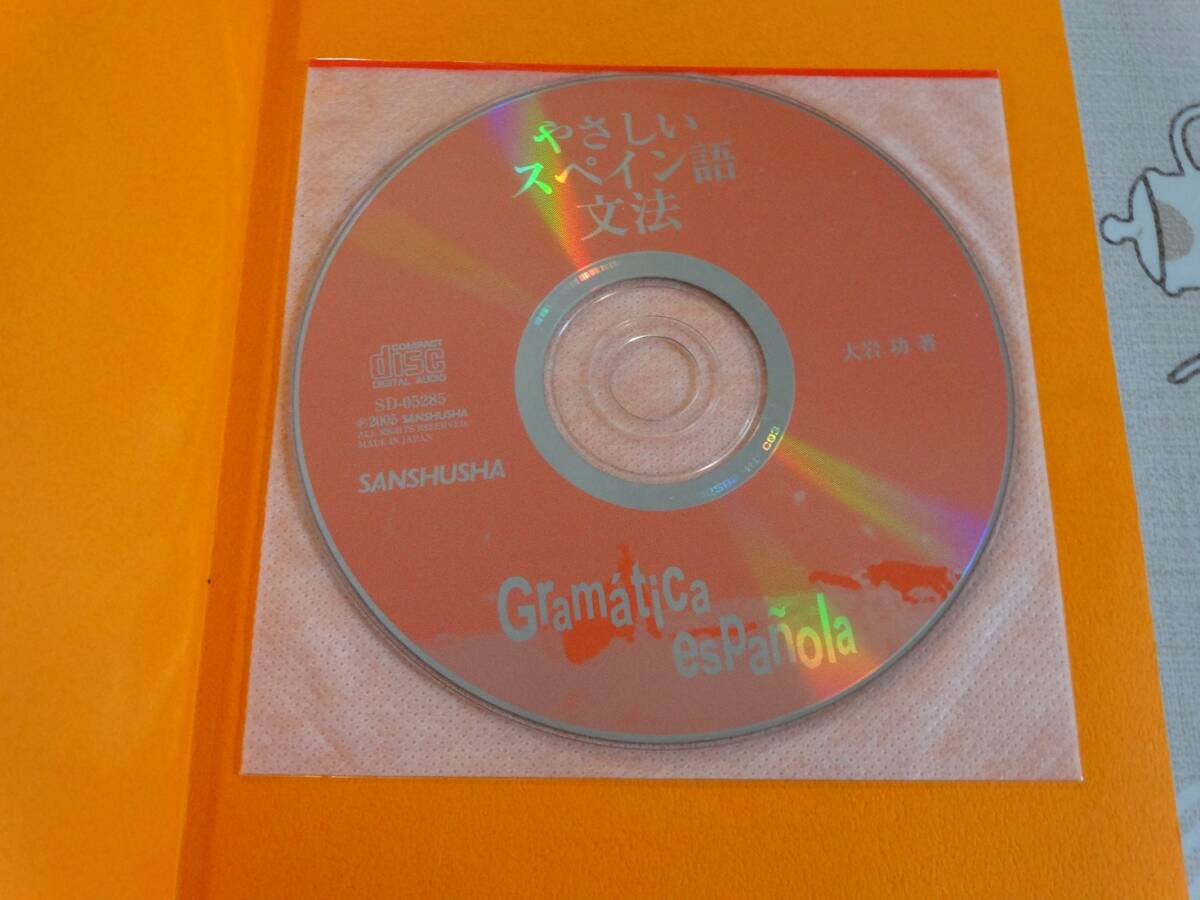 やさしい
スペイン語
文法
大岩 功 著
COMPACT
disc
DIGITAL AUDIO
SD-05285
℗2005 SANSHUSHA
ALL RIGHTS RESERVED
MADE IN JAPAN
SANSHUSHA
Gramática
española